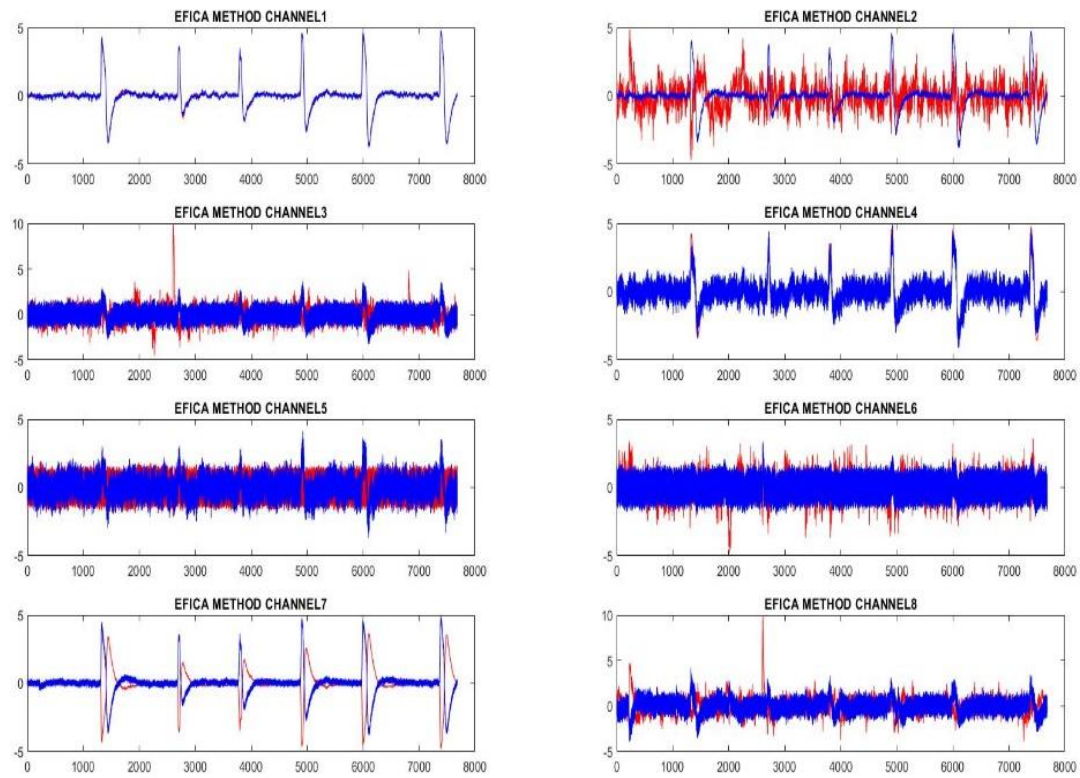 EFICA METHOD CHANNEL1
5
0
-5
0 1000 2000 3000 4000 5000 6000 7000 8000
EFICA METHOD CHANNEL2
5
0
-5
0 1000 2000 3000 4000 5000 6000 7000 8000
EFICA METHOD CHANNEL3
10
5
0
-5
0 1000 2000 3000 4000 5000 6000 7000 8000
EFICA METHOD CHANNEL4
5
0
-5
0 1000 2000 3000 4000 5000 6000 7000 8000
EFICA METHOD CHANNEL5
5
0
-5
0 1000 2000 3000 4000 5000 6000 7000 8000
EFICA METHOD CHANNEL6
5
0
-5
0 1000 2000 3000 4000 5000 6000 7000 8000
EFICA METHOD CHANNEL7
5
0
-5
0 1000 2000 3000 4000 5000 6000 7000 8000
EFICA METHOD CHANNEL8
10
5
0
-5
0 1000 2000 3000 4000 5000 6000 7000 8000